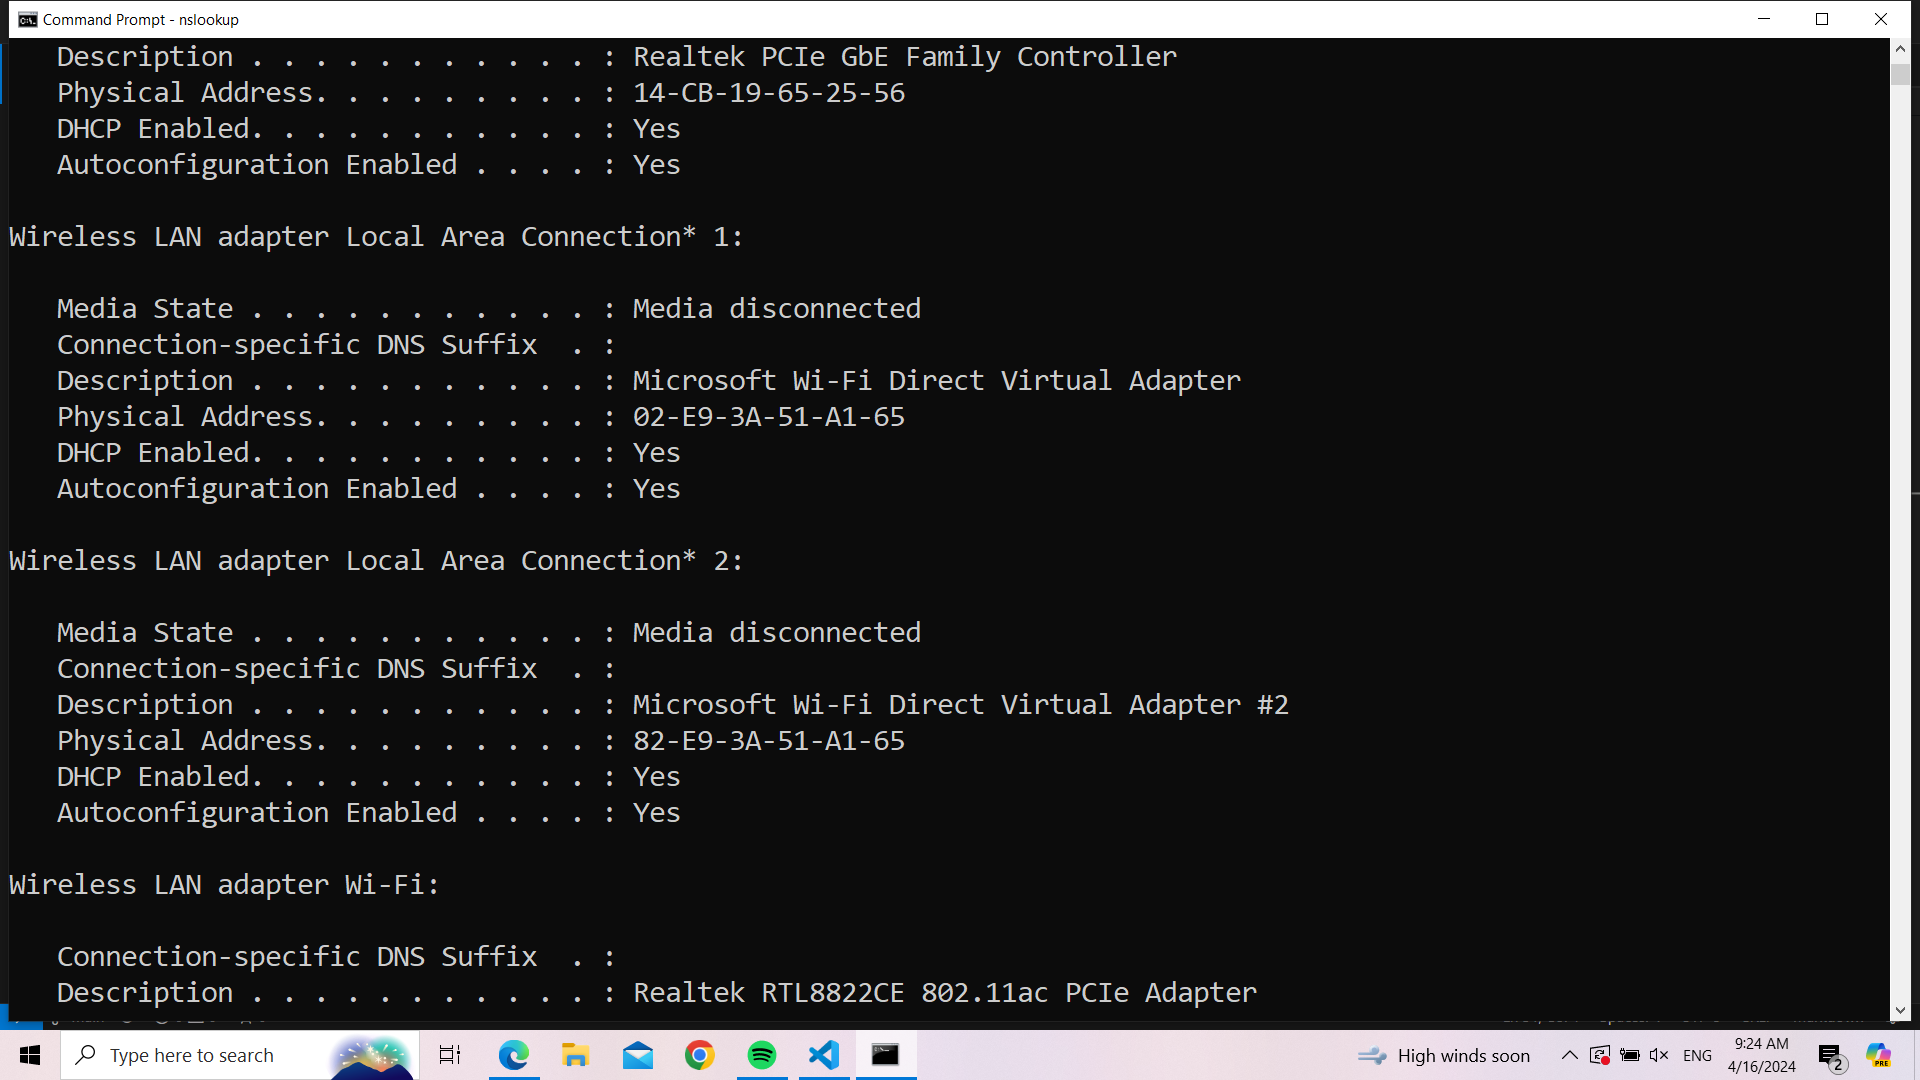 Command Prompt - nslookup
Description . . . . . . . . . . . : Realtek PCIe GbE Family Controller
Physical Address. . . . . . . . . : 14-CB-19-65-25-56
DHCP Enabled. . . . . . . . . . . : Yes
Autoconfiguration Enabled . . . . : Yes
Wireless LAN adapter Local Area Connection* 1:
Media State . . . . . . . . . . . : Media disconnected
Connection-specific DNS Suffix  . :
Description . . . . . . . . . . . : Microsoft Wi-Fi Direct Virtual Adapter
Physical Address. . . . . . . . . : 02-E9-3A-51-A1-65
DHCP Enabled. . . . . . . . . . . : Yes
Autoconfiguration Enabled . . . . : Yes
Wireless LAN adapter Local Area Connection* 2:
Media State . . . . . . . . . . . : Media disconnected
Connection-specific DNS Suffix  . :
Description . . . . . . . . . . . : Microsoft Wi-Fi Direct Virtual Adapter #2
Physical Address. . . . . . . . . : 82-E9-3A-51-A1-65
DHCP Enabled. . . . . . . . . . . : Yes
Autoconfiguration Enabled . . . . : Yes
Wireless LAN adapter Wi-Fi:
Connection-specific DNS Suffix  . :
Description . . . . . . . . . . . : Realtek RTL8822CE 802.11ac PCIe Adapter
Type here to search
High winds soon
ENG
9:24 AM
4/16/2024
2
PRE